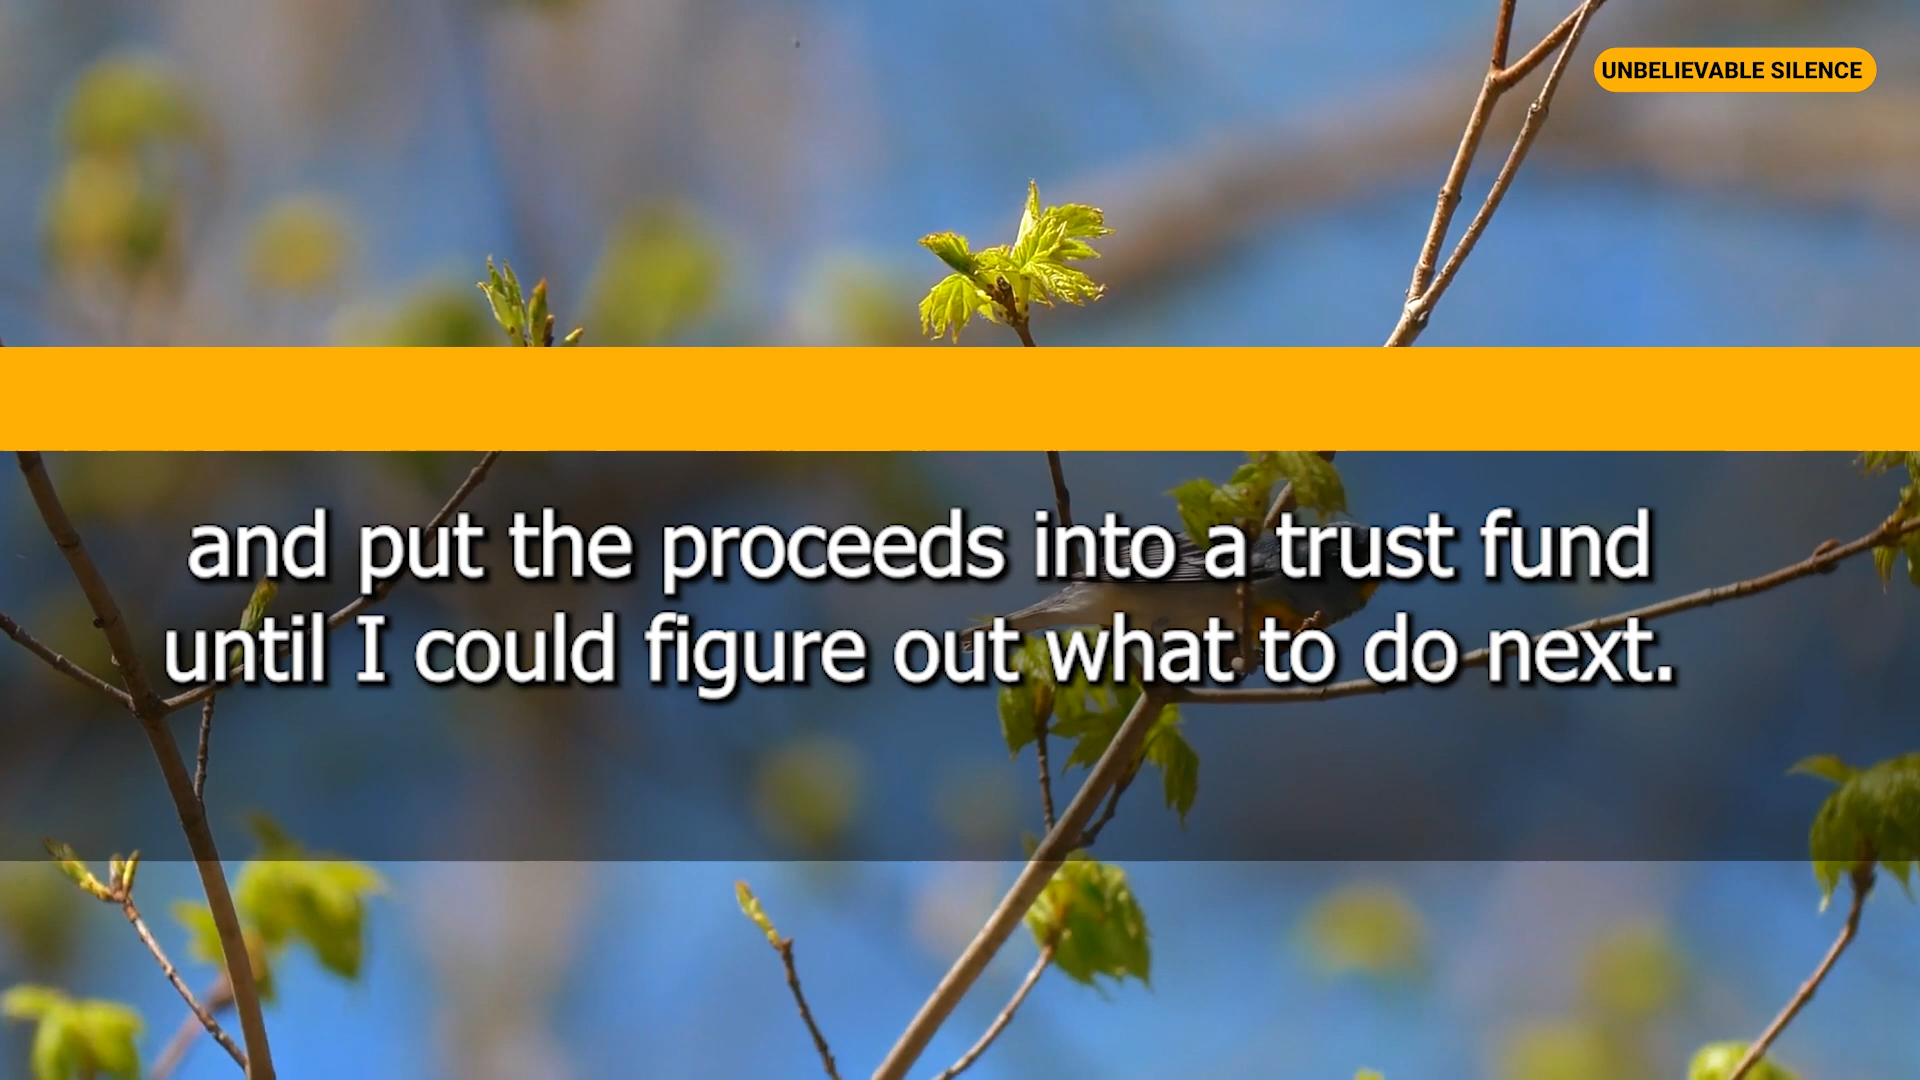 UNBELIEVABLE SILENCE
and put the proceeds into a trust fund
until I could figure out what to do next.